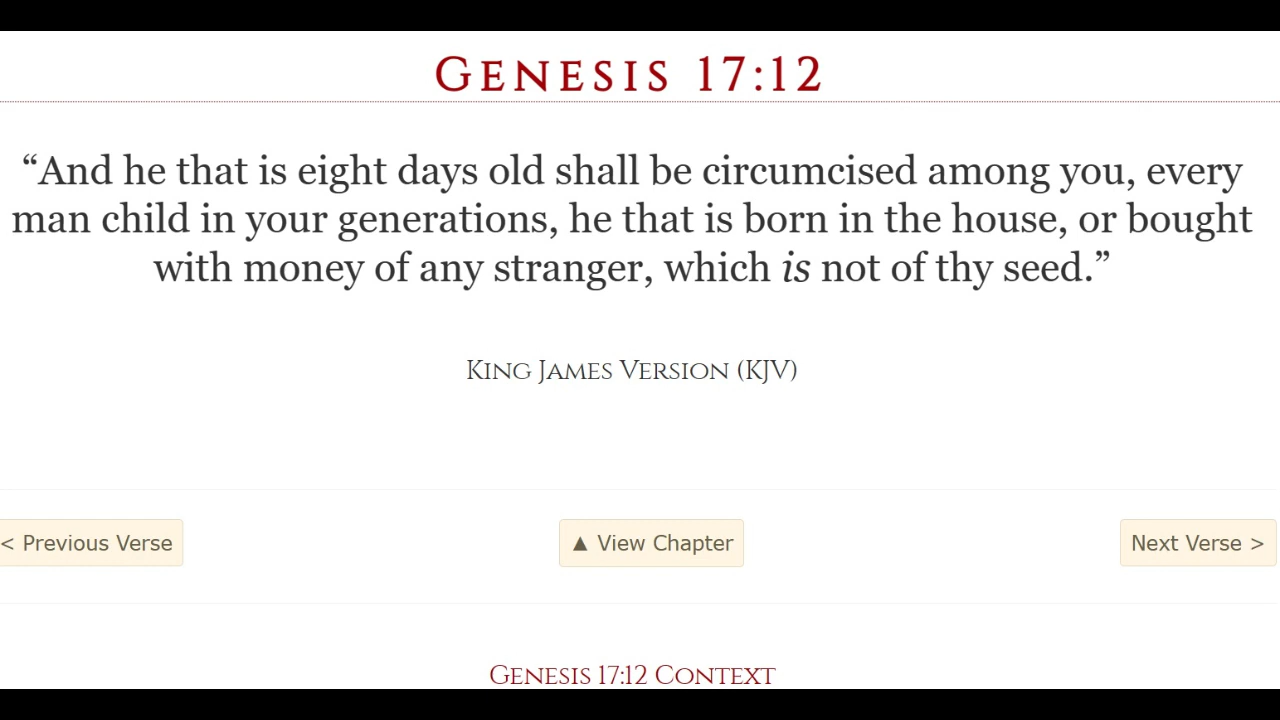 Genesis 17:12
“And he that is eight days old shall be circumcised among you, every
man child in your generations, he that is born in the house, or bought
with money of any stranger, which is not of thy seed.”
King James Version (KJV)
< Previous Verse
▲ View Chapter
Next Verse >
Genesis 17:12 Context